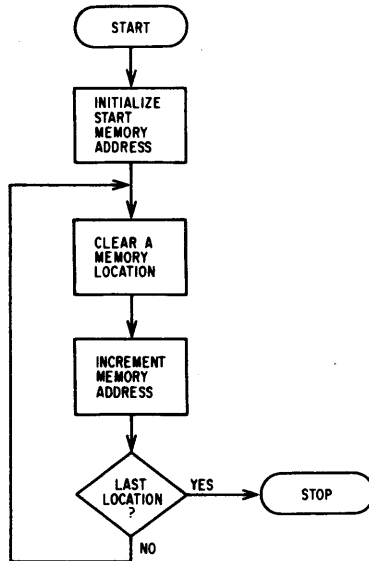 START
INITIALIZE
START
MEMORY
ADDRESS
CLEAR A
MEMORY
LOCATION
INCREMENT
MEMORY
ADDRESS
LAST
LOCATION
?
YES
STOP
NO